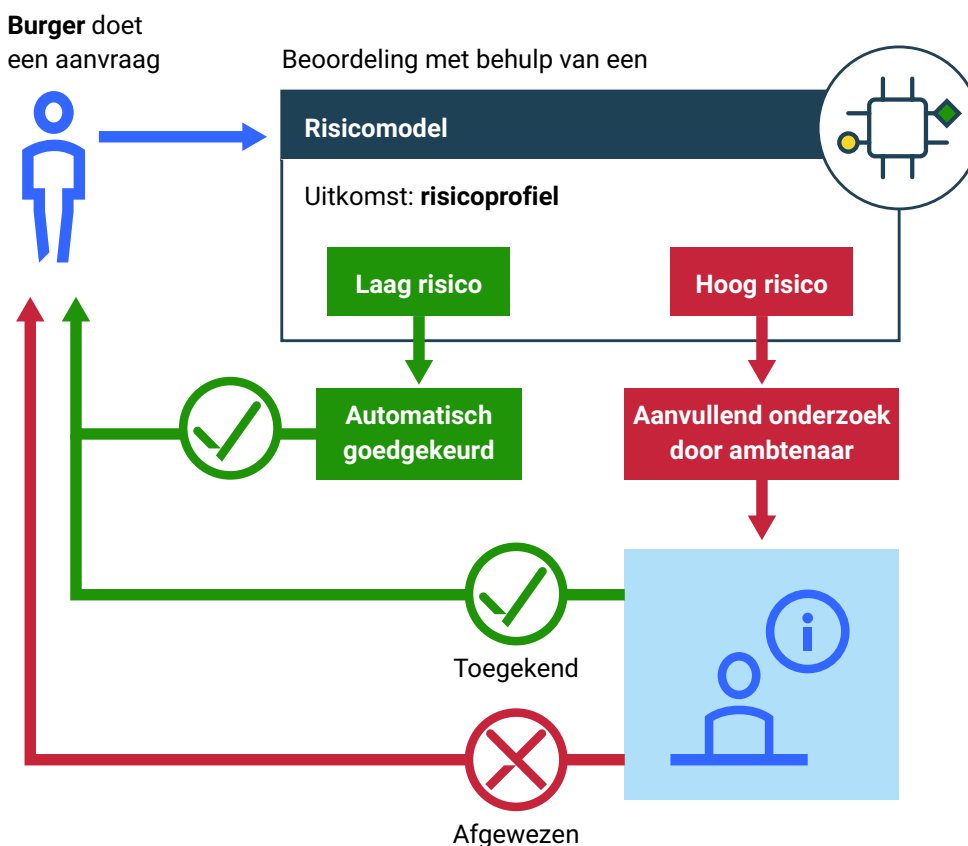 Burger doet
een aanvraag
Beoordeling met behulp van een
Risicomodel
Uitkomst: risicoprofiel
Laag risico
Hoog risico
Automatisch
goedgekeurd
Aanvullend onderzoek
door ambtenaar
i
Toegekend
Afgewezen